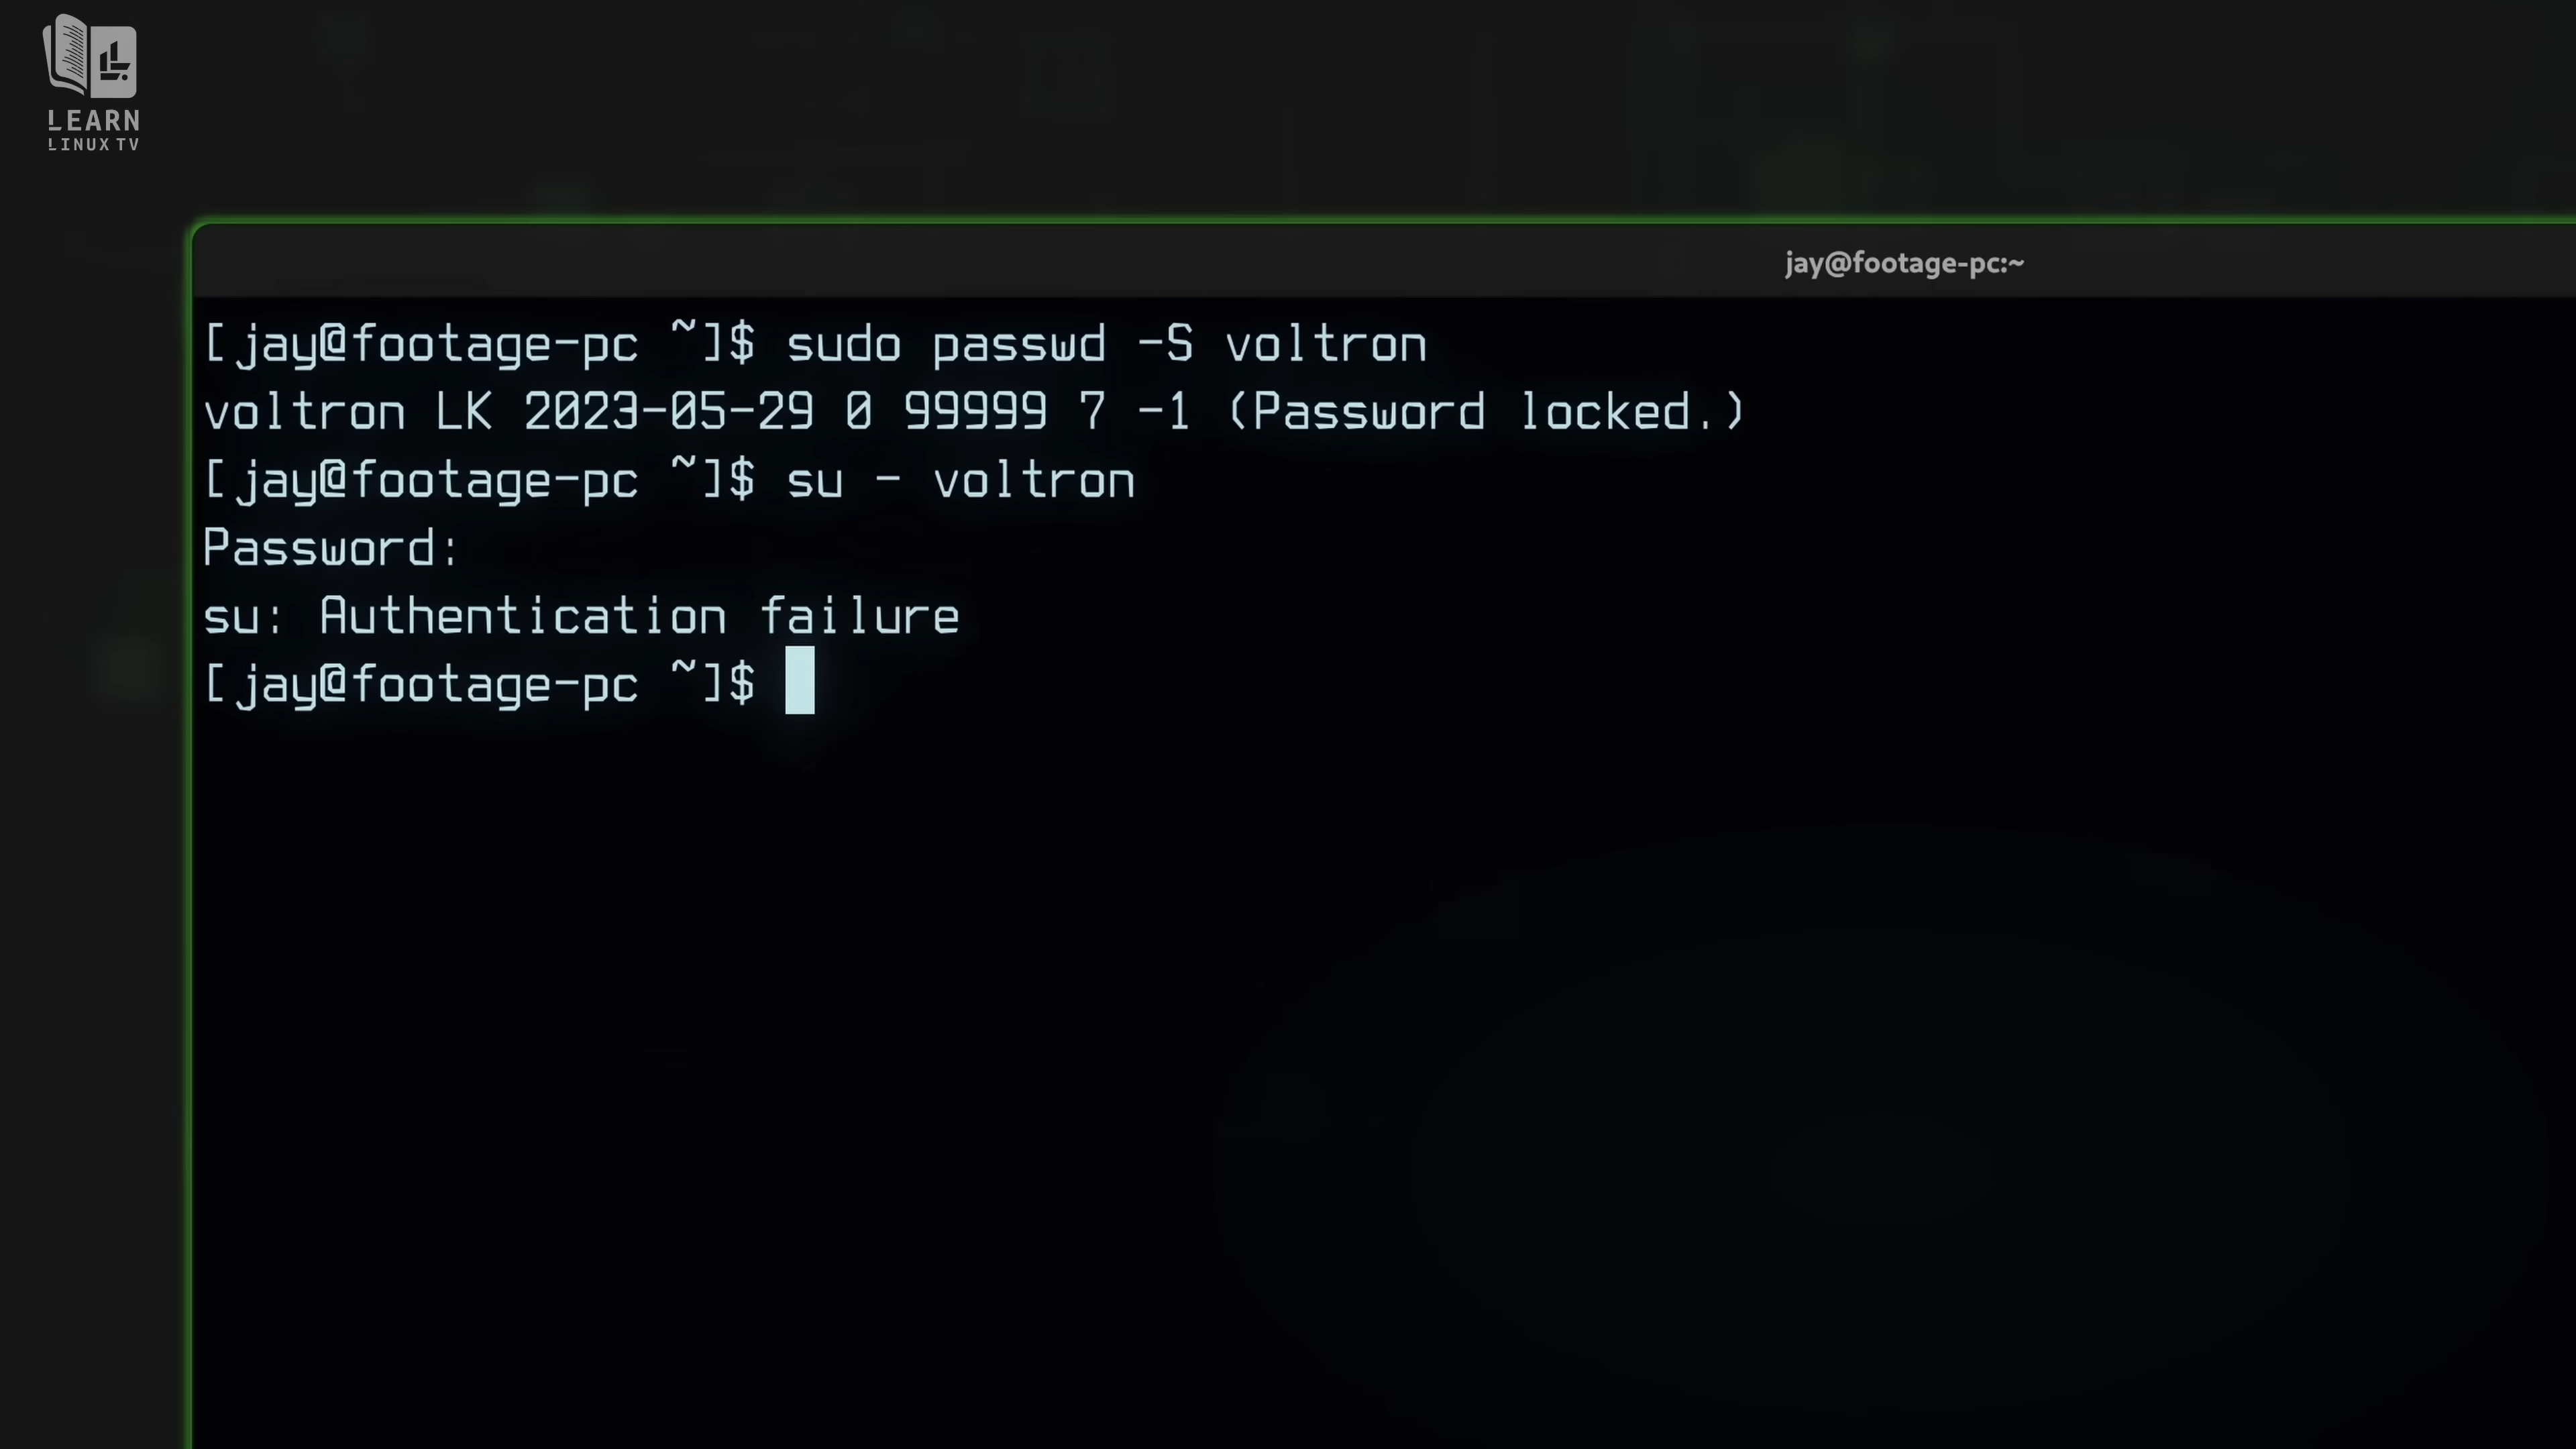 LEARN
LINUX TV
jay@footage-pc:~
[jay@footage-pc ~]$ sudo passwd -S voltron
voltron LK 2023-05-29 0 99999 7 -1 (Password locked.)
[jay@footage-pc ~]$ su - voltron
Password:
su: Authentication failure
[jay@footage-pc ~]$